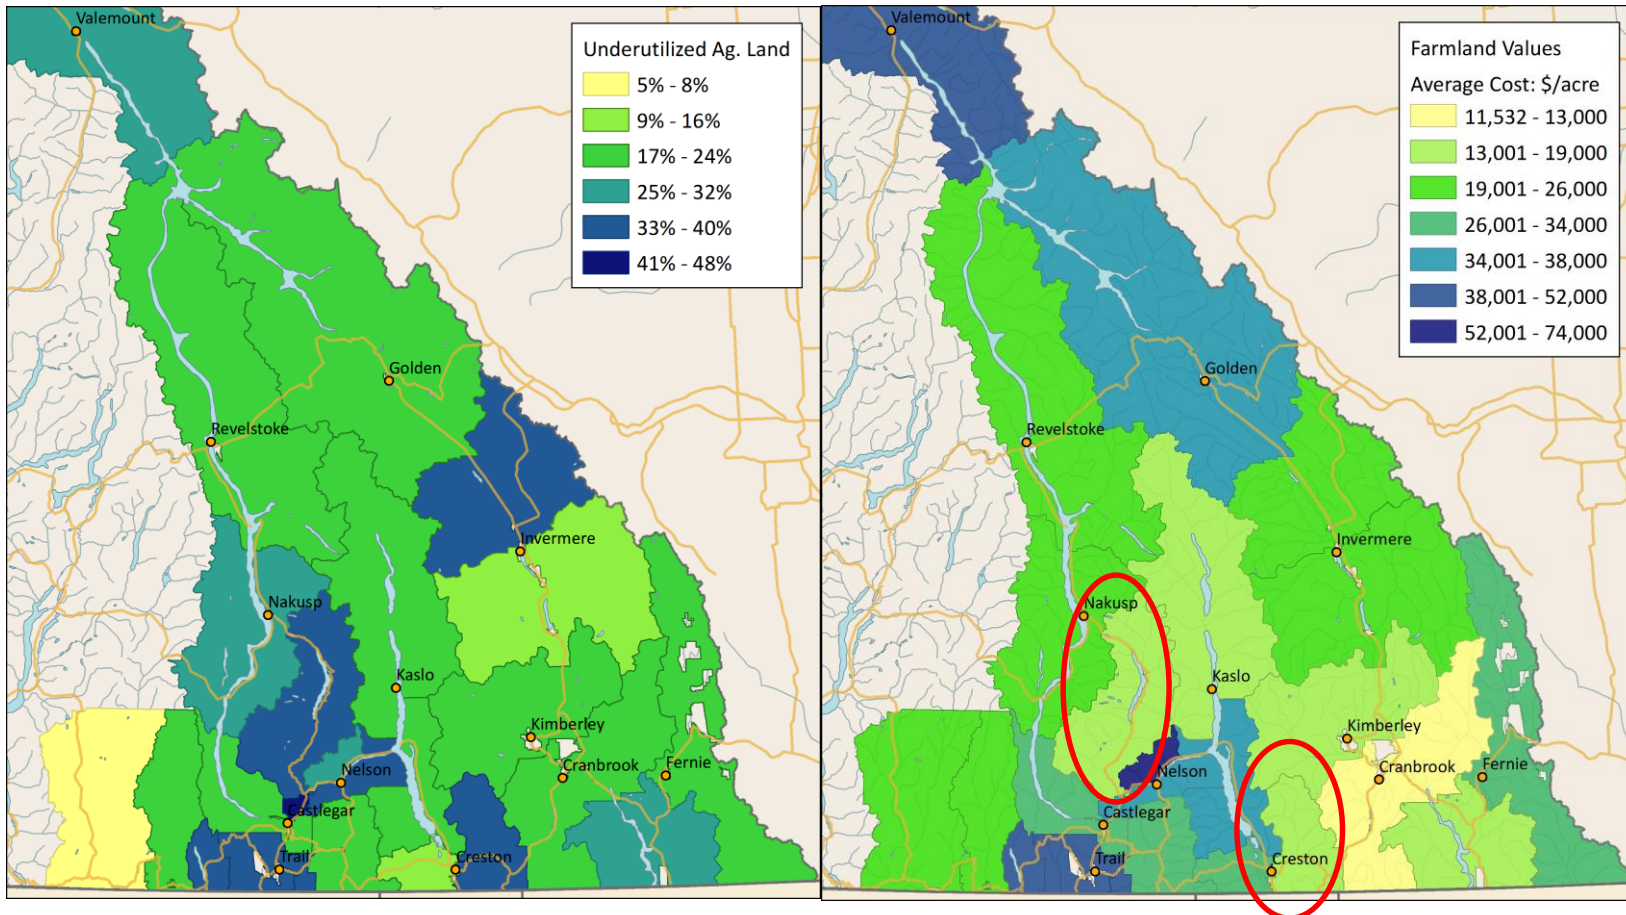 Valemount
Underutilized Ag. Land
5% - 8%
9% - 16%
17% - 24%
25% - 32%
33% - 40%
41% - 48%
Golden
Revelstoke
Invermere
Nakusp
Kaslo
Kimberley
Cranbrook
Fernie
Nelson
Castlegar
Trail
Creston
Valemount
Farmland Values
Average Cost: $/acre
11,532 - 13,000
13,001 - 19,000
19,001 - 26,000
26,001 - 34,000
34,001 - 38,000
38,001 - 52,000
52,001 - 74,000
Golden
Revelstoke
Invermere
Nakusp
Kaslo
Kimberley
Cranbrook
Fernie
Nelson
Castlegar
Trail
Creston